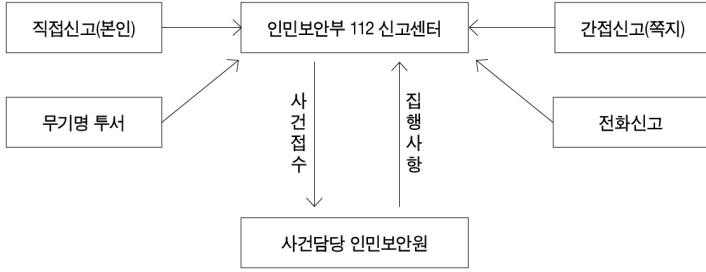 직접신고(본인)
인민보안부 112 신고센터
간접신고(쪽지)
무기명 투서
사건접수
집행사항
전화신고
사건담당 인민보안원